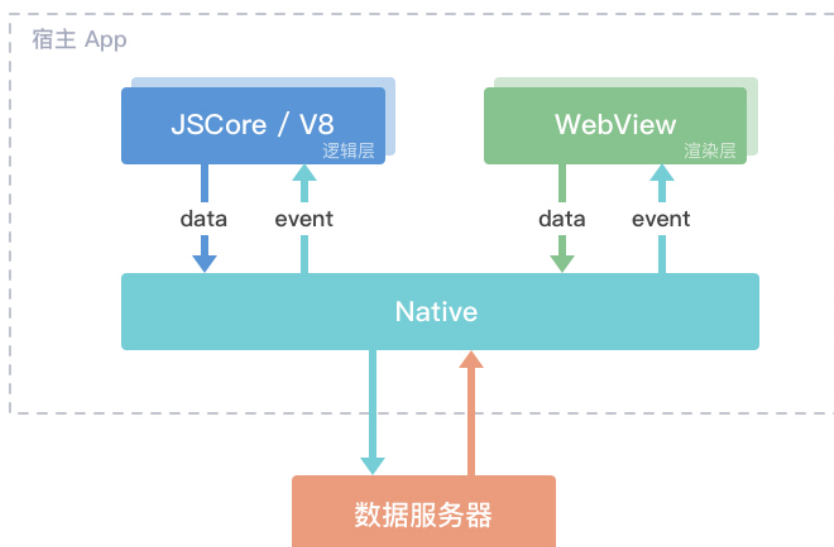 宿主 App
JSCore / V8
逻辑层
WebView
渲染层
data
event
data
event
Native
数据服务器